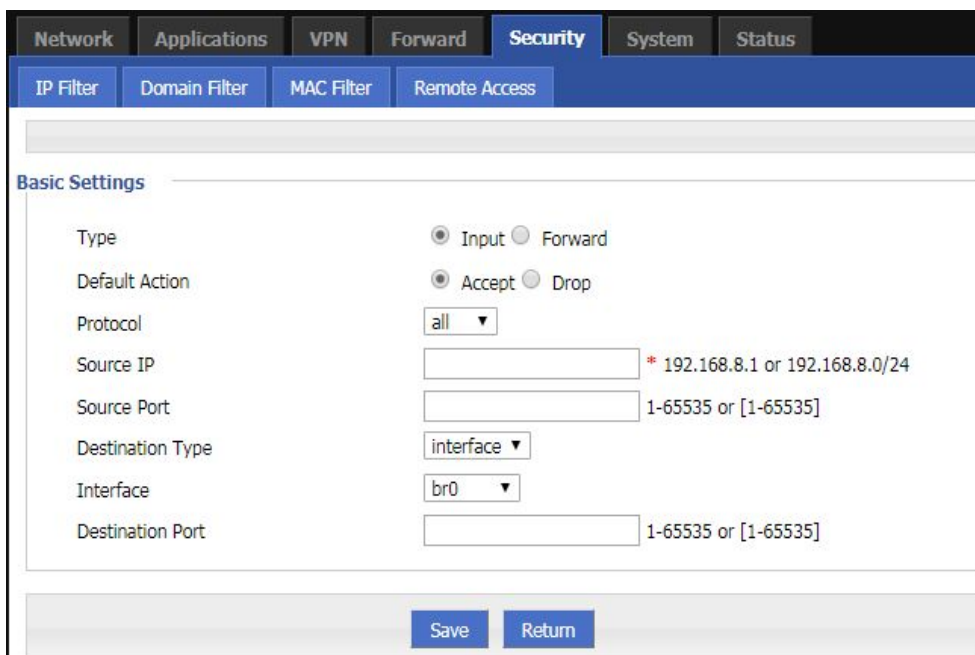 Network Applications VPN Forward Security System Status
IP Filter Domain Filter MAC Filter Remote Access
Basic Settings
Type Input Forward
Default Action Accept Drop
Protocol all
Source IP * 192.168.8.1 or 192.168.8.0/24
Source Port 1-65535 or [1-65535]
Destination Type interface
Interface br0
Destination Port 1-65535 or [1-65535]
Save Return